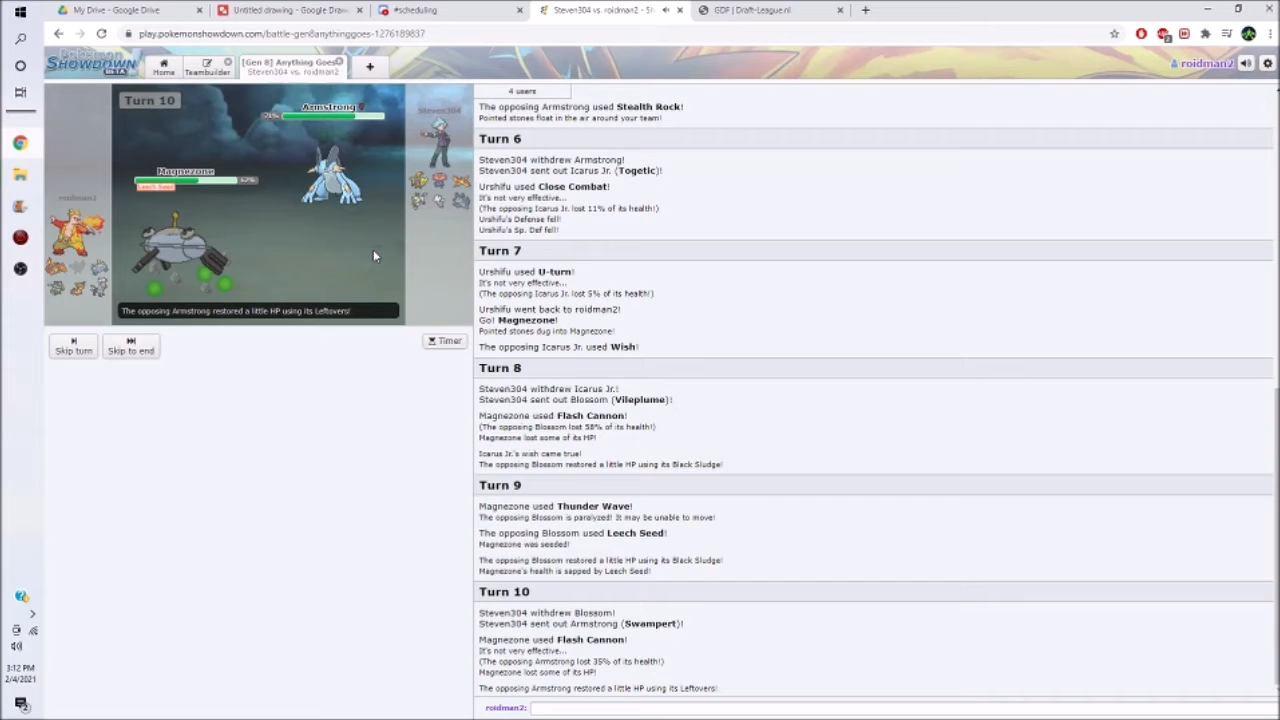 My Drive - Google Drive
Untitled drawing - Google Draw
#scheduling
Steven304 vs. roidman2 - Sh
GDF | Draft-League.nl
play.pokemonshowdown.com/battle-gen8anythinggoes-1276189837
Pokémon
SHOWDOWN
BETA
Home
Teambuilder
[Gen 8] Anything Goes
Steven304 vs. roidman2
roidman2
Turn 10
Armstrong
71%
Steven304
Magnezone
62%
Leech Seed
roidman2
The opposing Armstrong restored a little HP using its Leftovers!
Skip turn
Skip to end
Timer
4 users
The opposing Armstrong used Stealth Rock!
Pointed stones float in the air around your team!
Turn 6
Steven304 withdrew Armstrong!
Steven304 sent out Icarus Jr. (Togetic)!
Urshifu used Close Combat!
It's not very effective...
(The opposing Icarus Jr. lost 11% of its health!)
Urshifu's Defense fell!
Urshifu's Sp. Def fell!
Turn 7
Urshifu used U-turn!
It's not very effective...
(The opposing Icarus Jr. lost 5% of its health!)
Urshifu went back to roidman2!
Go! Magnezone!
Pointed stones dug into Magnezone!
The opposing Icarus Jr. used Wish!
Turn 8
Steven304 withdrew Icarus Jr.!
Steven304 sent out Blossom (Vileplume)!
Magnezone used Flash Cannon!
(The opposing Blossom lost 58% of its health!)
Magnezone lost some of its HP!
Icarus Jr.'s wish came true!
The opposing Blossom restored a little HP using its Black Sludge!
Turn 9
Magnezone used Thunder Wave!
The opposing Blossom is paralyzed! It may be unable to move!
The opposing Blossom used Leech Seed!
Magnezone was seeded!
The opposing Blossom restored a little HP using its Black Sludge!
Magnezone's health is sapped by Leech Seed!
Turn 10
Steven304 withdrew Blossom!
Steven304 sent out Armstrong (Swampert)!
Magnezone used Flash Cannon!
It's not very effective...
(The opposing Armstrong lost 35% of its health!)
Magnezone lost some of its HP!
The opposing Armstrong restored a little HP using its Leftovers!
roidman2:
3:12 PM
2/4/2021